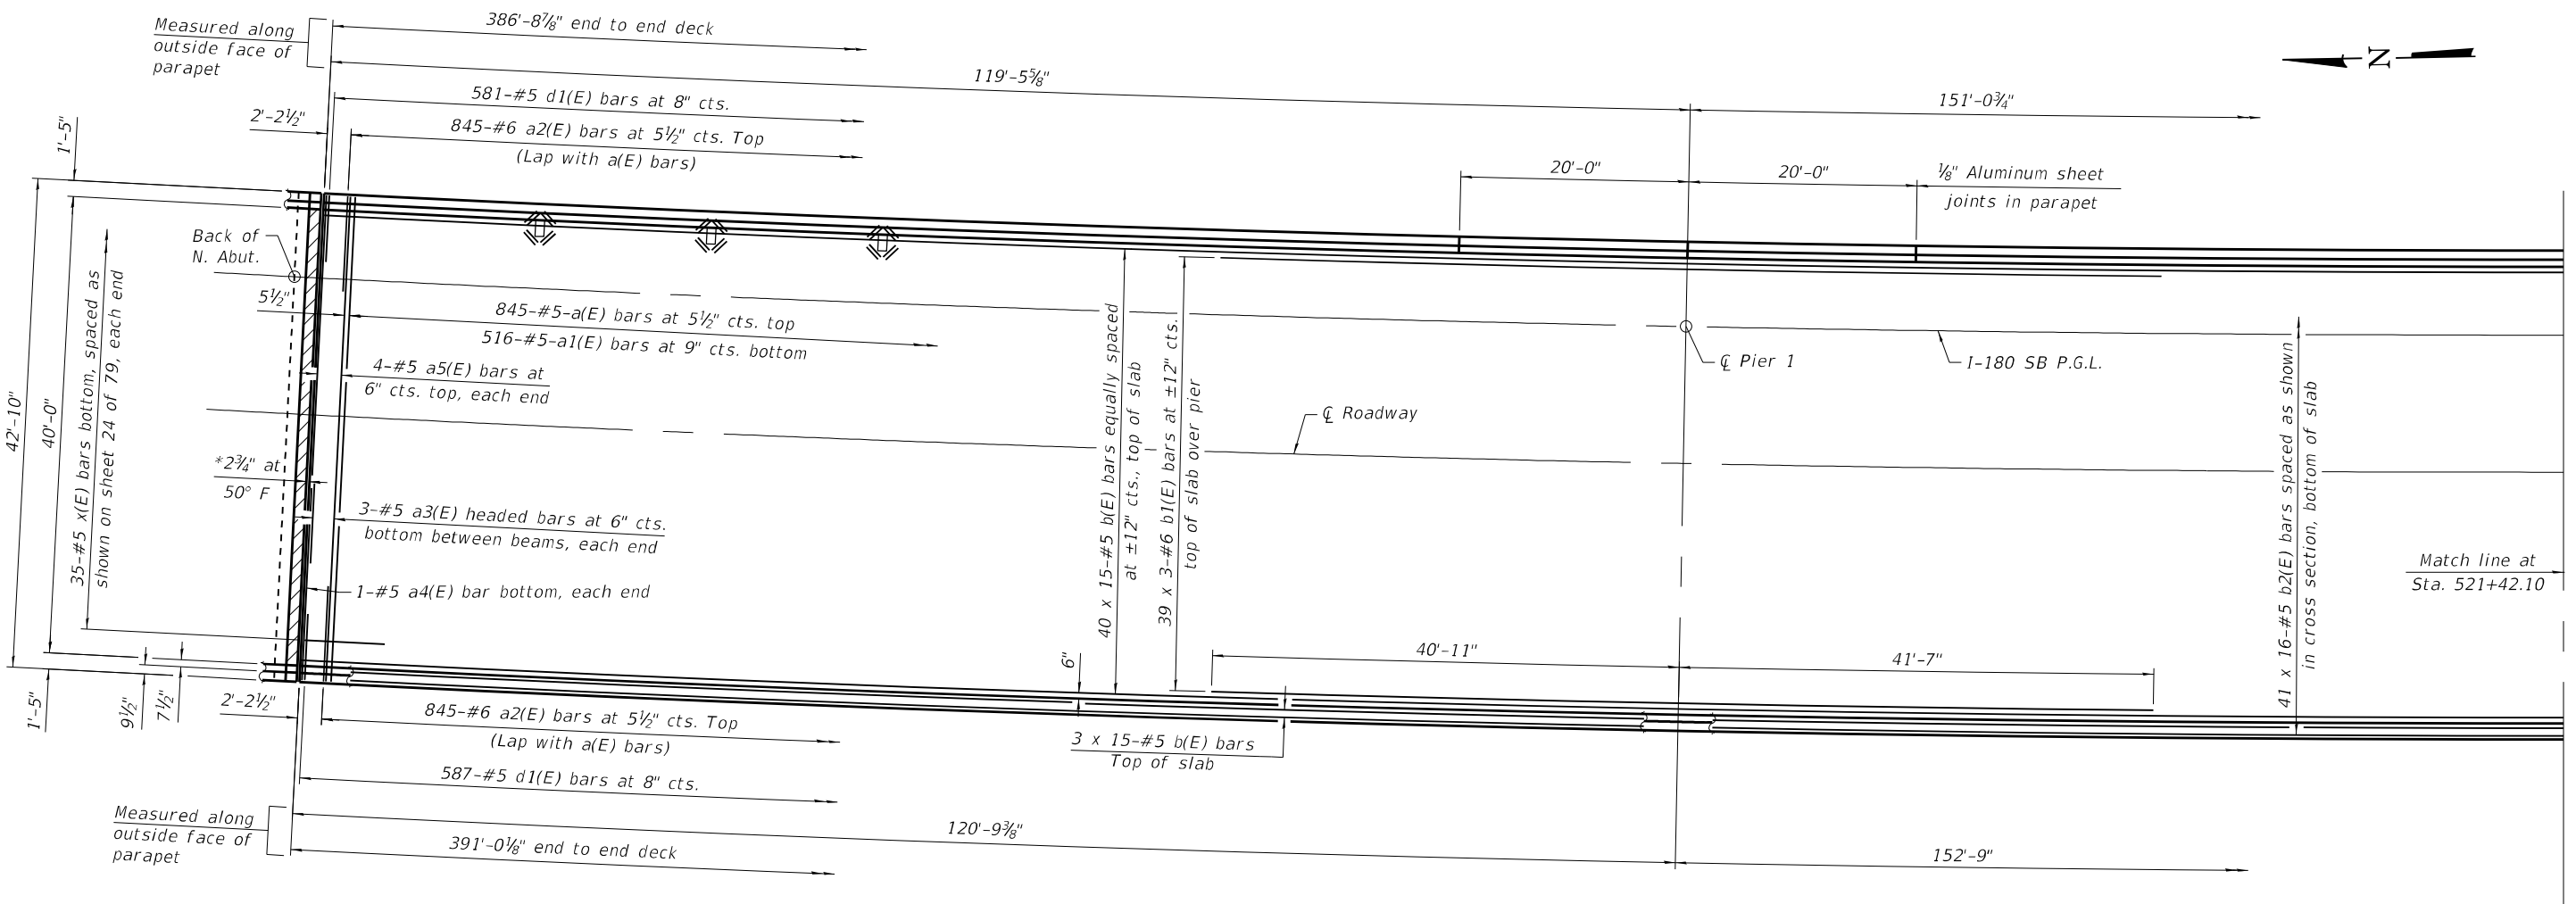 Measured along
outside face of
parapet
386'-8⅞" end to end deck
119'-5⅝"
151'-0¾"
N
581-#5 d1(E) bars at 8" cts.
2'-2½"
845-#6 a2(E) bars at 5½" cts. Top
(Lap with a(E) bars)
1'-5"
20'-0"
20'-0"
⅛" Aluminum sheet
joints in parapet
Back of
N. Abut.
5½"
845-#5-a(E) bars at 5½" cts. top
516-#5-a1(E) bars at 9" cts. bottom
4-#5 a5(E) bars at
6" cts. top, each end
42'-10"
40'-0"
35-#5 x(E) bars bottom, spaced as
shown on sheet 24 of 79, each end
*2¾" at
50° F
3-#5 a3(E) headed bars at 6" cts.
bottom between beams, each end
1-#5 a4(E) bar bottom, each end
40 x 15-#5 b(E) bars equally spaced
at ±12" cts., top of slab
39 x 3-#6 b1(E) bars at ±12" cts.
top of slab over pier
℄ Pier 1
I-180 SB P.G.L.
℄ Roadway
41 x 16-#5 b2(E) bars spaced as shown
in cross section, bottom of slab
Match line at
Sta. 521+42.10
40'-11"
41'-7"
6"
1'-5"
9½"
7½"
2'-2½"
845-#6 a2(E) bars at 5½" cts. Top
(Lap with a(E) bars)
3 x 15-#5 b(E) bars
Top of slab
587-#5 d1(E) bars at 8" cts.
Measured along
outside face of
parapet
120'-9⅜"
152'-9"
391'-0⅛" end to end deck